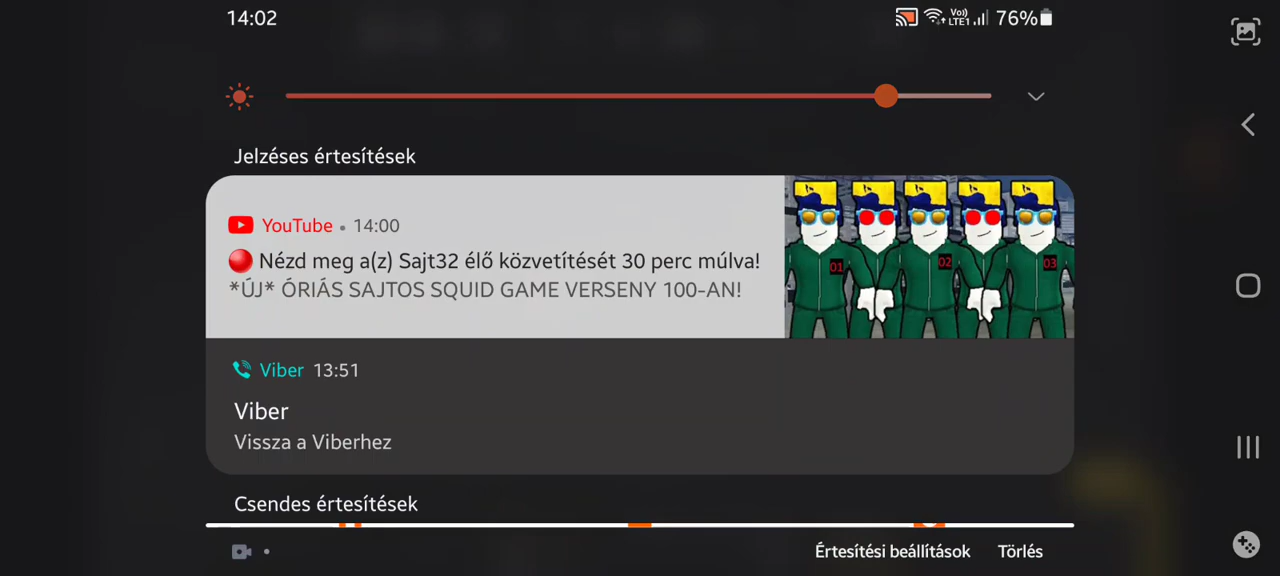 14:02
Vo)) LTE1 76%
Jelzéses értesítések
YouTube • 14:00
Nézd meg a(z) Sajt32 élő közvetítését 30 perc múlva!
*ÚJ* ÓRIÁS SAJTOS SQUID GAME VERSENY 100-AN!
01 02 03
Viber 13:51
Viber
Vissza a Viberhez
Csendes értesítések
Értesítési beállítások Törlés